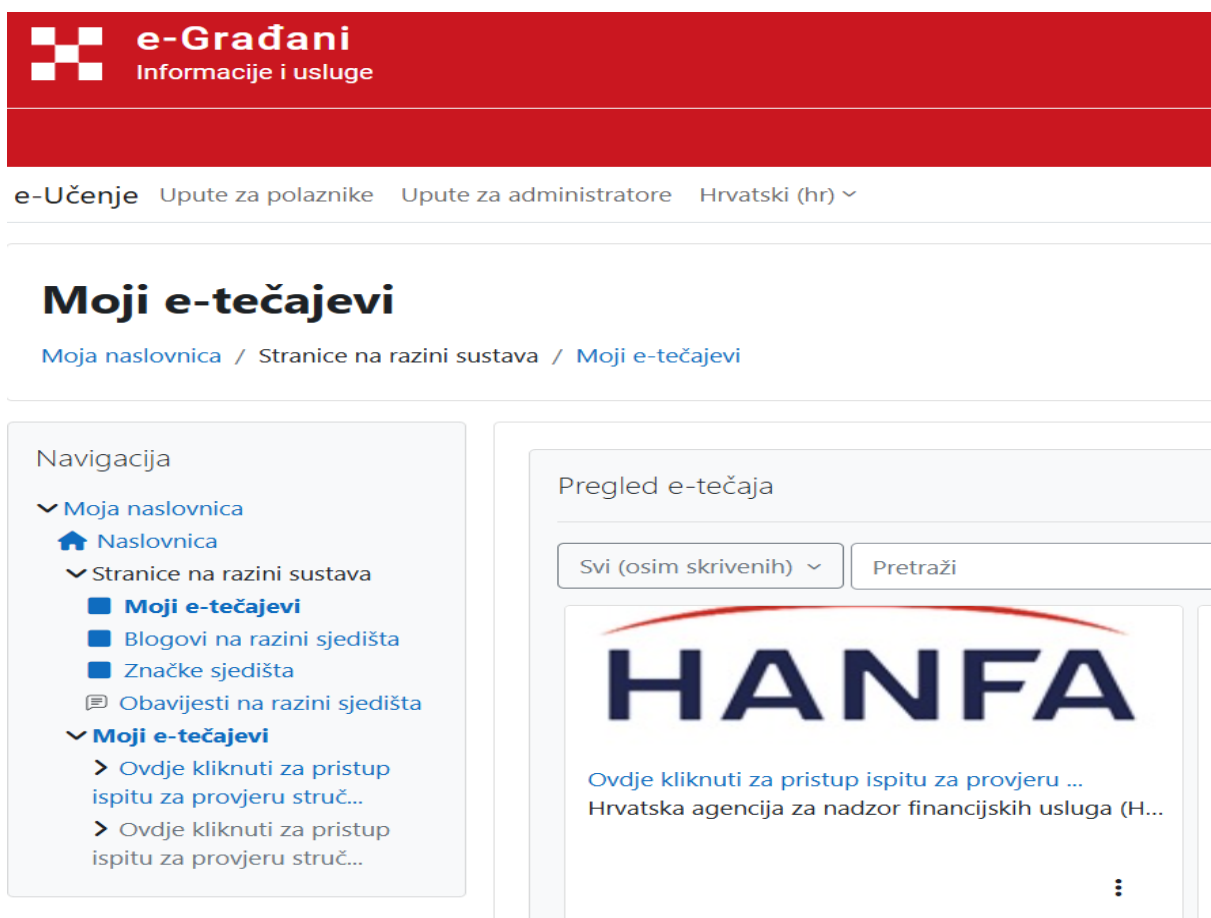 e-Građani
Informacije i usluge
e-Učenje Upute za polaznike Upute za administratore Hrvatski (hr)
Moji e-tečajevi
Moja naslovnica / Stranice na razini sustava / Moji e-tečajevi
Navigacija
Moja naslovnica
Naslovnica
Stranice na razini sustava
Moji e-tečajevi
Blogovi na razini sjedišta
Značke sjedišta
Obavijesti na razini sjedišta
Moji e-tečajevi
Ovdje kliknuti za pristup
ispitu za provjeru struč...
Ovdje kliknuti za pristup
ispitu za provjeru struč...
Pregled e-tečaja
Svi (osim skrivenih) Pretraži
HANFA
Ovdje kliknuti za pristup ispitu za provjeru ...
Hrvatska agencija za nadzor financijskih usluga (H...